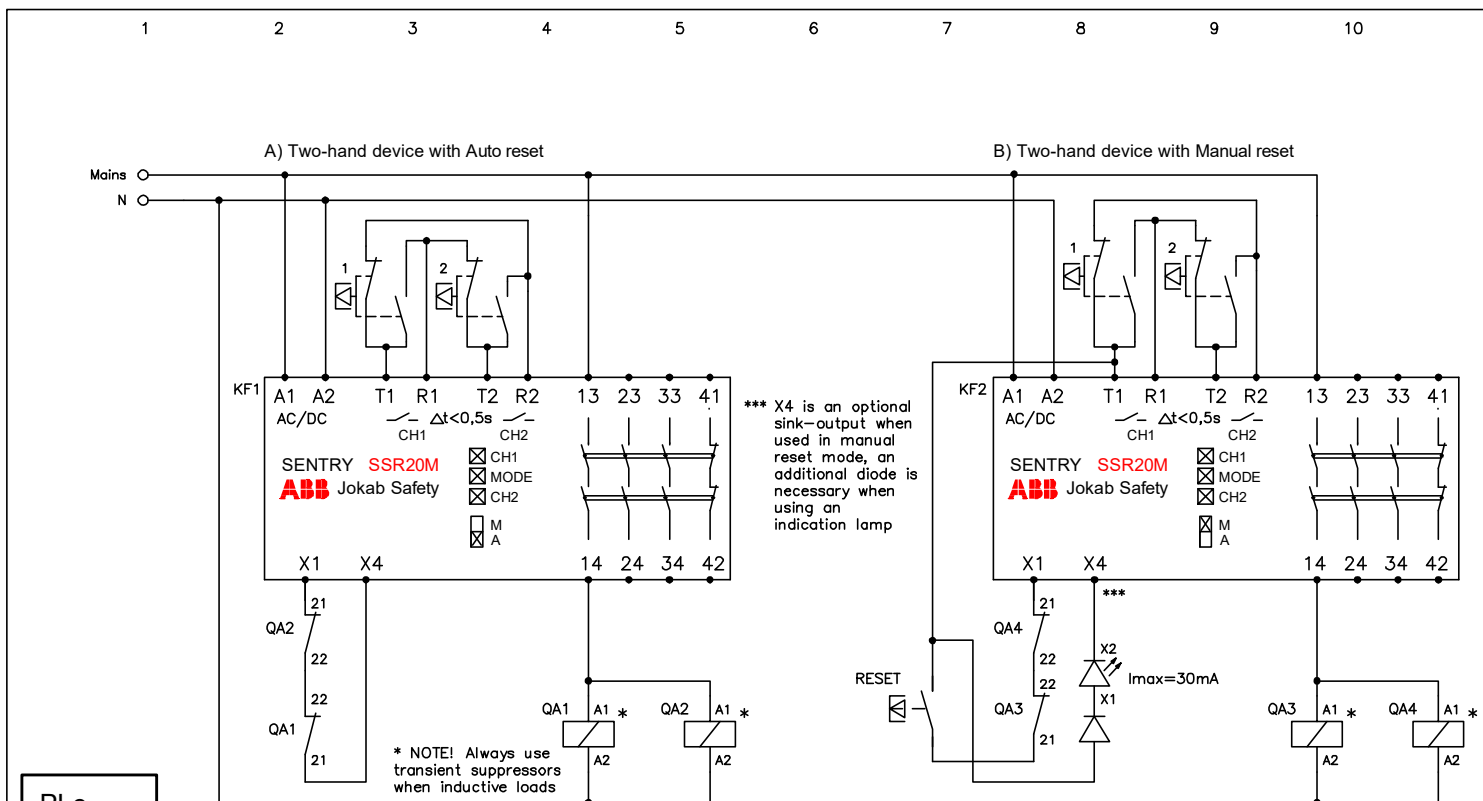 1 2 3 4 5 6 7 8 9 10
A) Two-hand device with Auto reset
B) Two-hand device with Manual reset
Mains
N
1 2
1 2
KF1
A1 A2 T1 R1 T2 R2 13 23 33 41
AC/DC
Δt<0,5s
CH1 CH2
SENTRY SSR20M
ABB Jokab Safety
CH1
MODE
CH2
M
A
X1 X4 14 24 34 42
*** X4 is an optional
sink-output when
used in manual
reset mode, an
additional diode is
necessary when
using an
indication lamp
KF2
A1 A2 T1 R1 T2 R2 13 23 33 41
AC/DC
Δt<0,5s
CH1 CH2
SENTRY SSR20M
ABB Jokab Safety
CH1
MODE
CH2
M
A
X1 X4 14 24 34 42
***
21
QA2
22
22
QA1
21
QA1 A1 *
A2
QA2 A1 *
A2
* NOTE! Always use
transient suppressors
when inductive loads
RESET
21
QA4
22
22
QA3
21
X2
Imax=30mA
X1
QA3 A1 *
A2
QA4 A1 *
A2